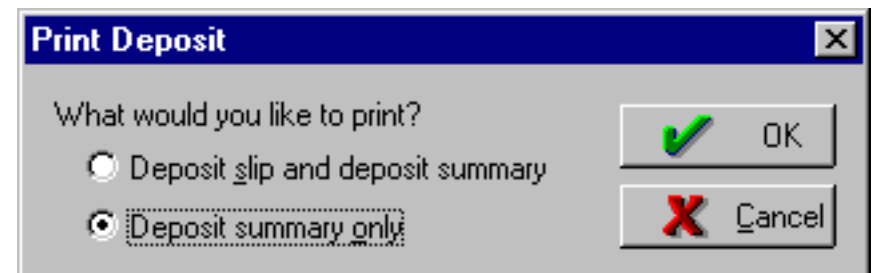 Print Deposit
What would you like to print?
Deposit slip and deposit summary
Deposit summary only
OK
Cancel